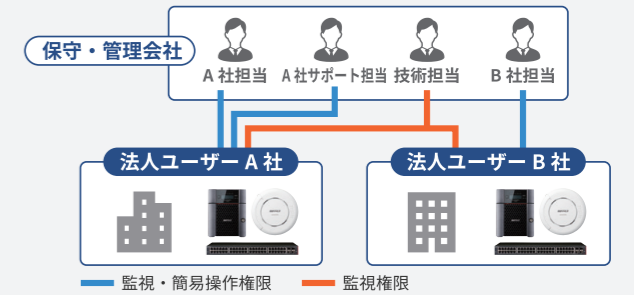 保守・管理会社
A 社担当
A 社サポート担当
技術担当
B 社担当
法人ユーザー A 社
法人ユーザー B 社
監視・簡易操作権限
監視権限